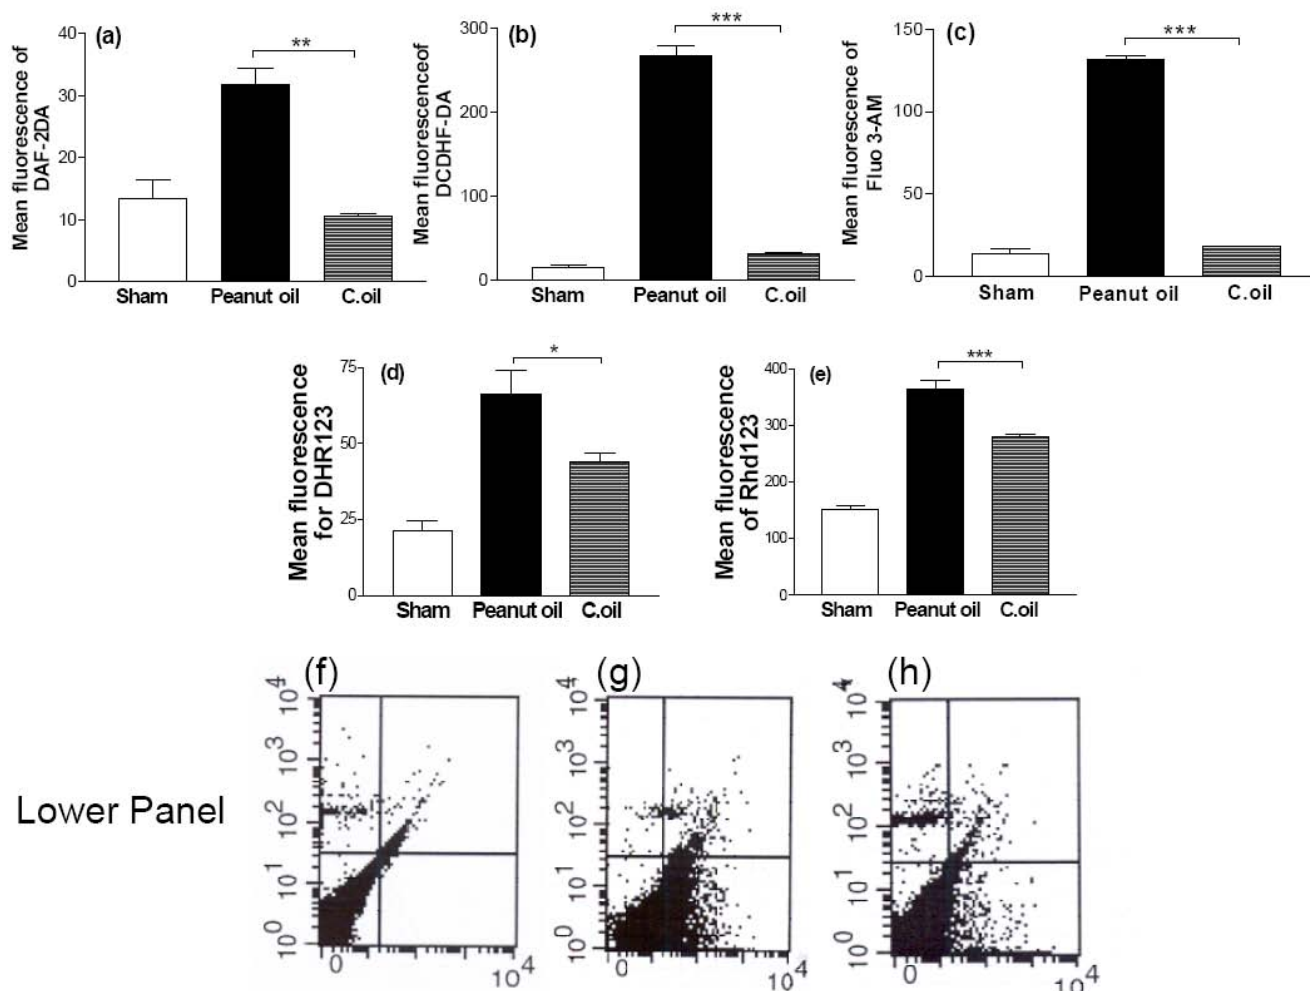 (a)
**
40
30
20
10
0
Mean fluorescence of
DAF-2DA
Sham Peanut oil C.oil
(b)
***
300
200
100
0
Mean fluorescenceof
DCDHF-DA
Sham Peanut oil C.oil
(c)
***
150
100
50
0
Mean fluorescence of
Fluo 3-AM
Sham Peanut oil C.oil
(d)
*
75
50
25
0
Mean fluorescence
for DHR123
Sham Peanut oil C.oil
(e)
***
400
300
200
100
0
Mean fluorescence
of Rhd123
Sham Peanut oil C.oil
Lower Panel
(f)
10⁴
10³
10²
10¹
10⁰
0 10⁴
(g)
10⁴
10³
10²
10¹
10⁰
0 10⁴
(h)
10⁴
10³
10²
10¹
10⁰
0 10⁴